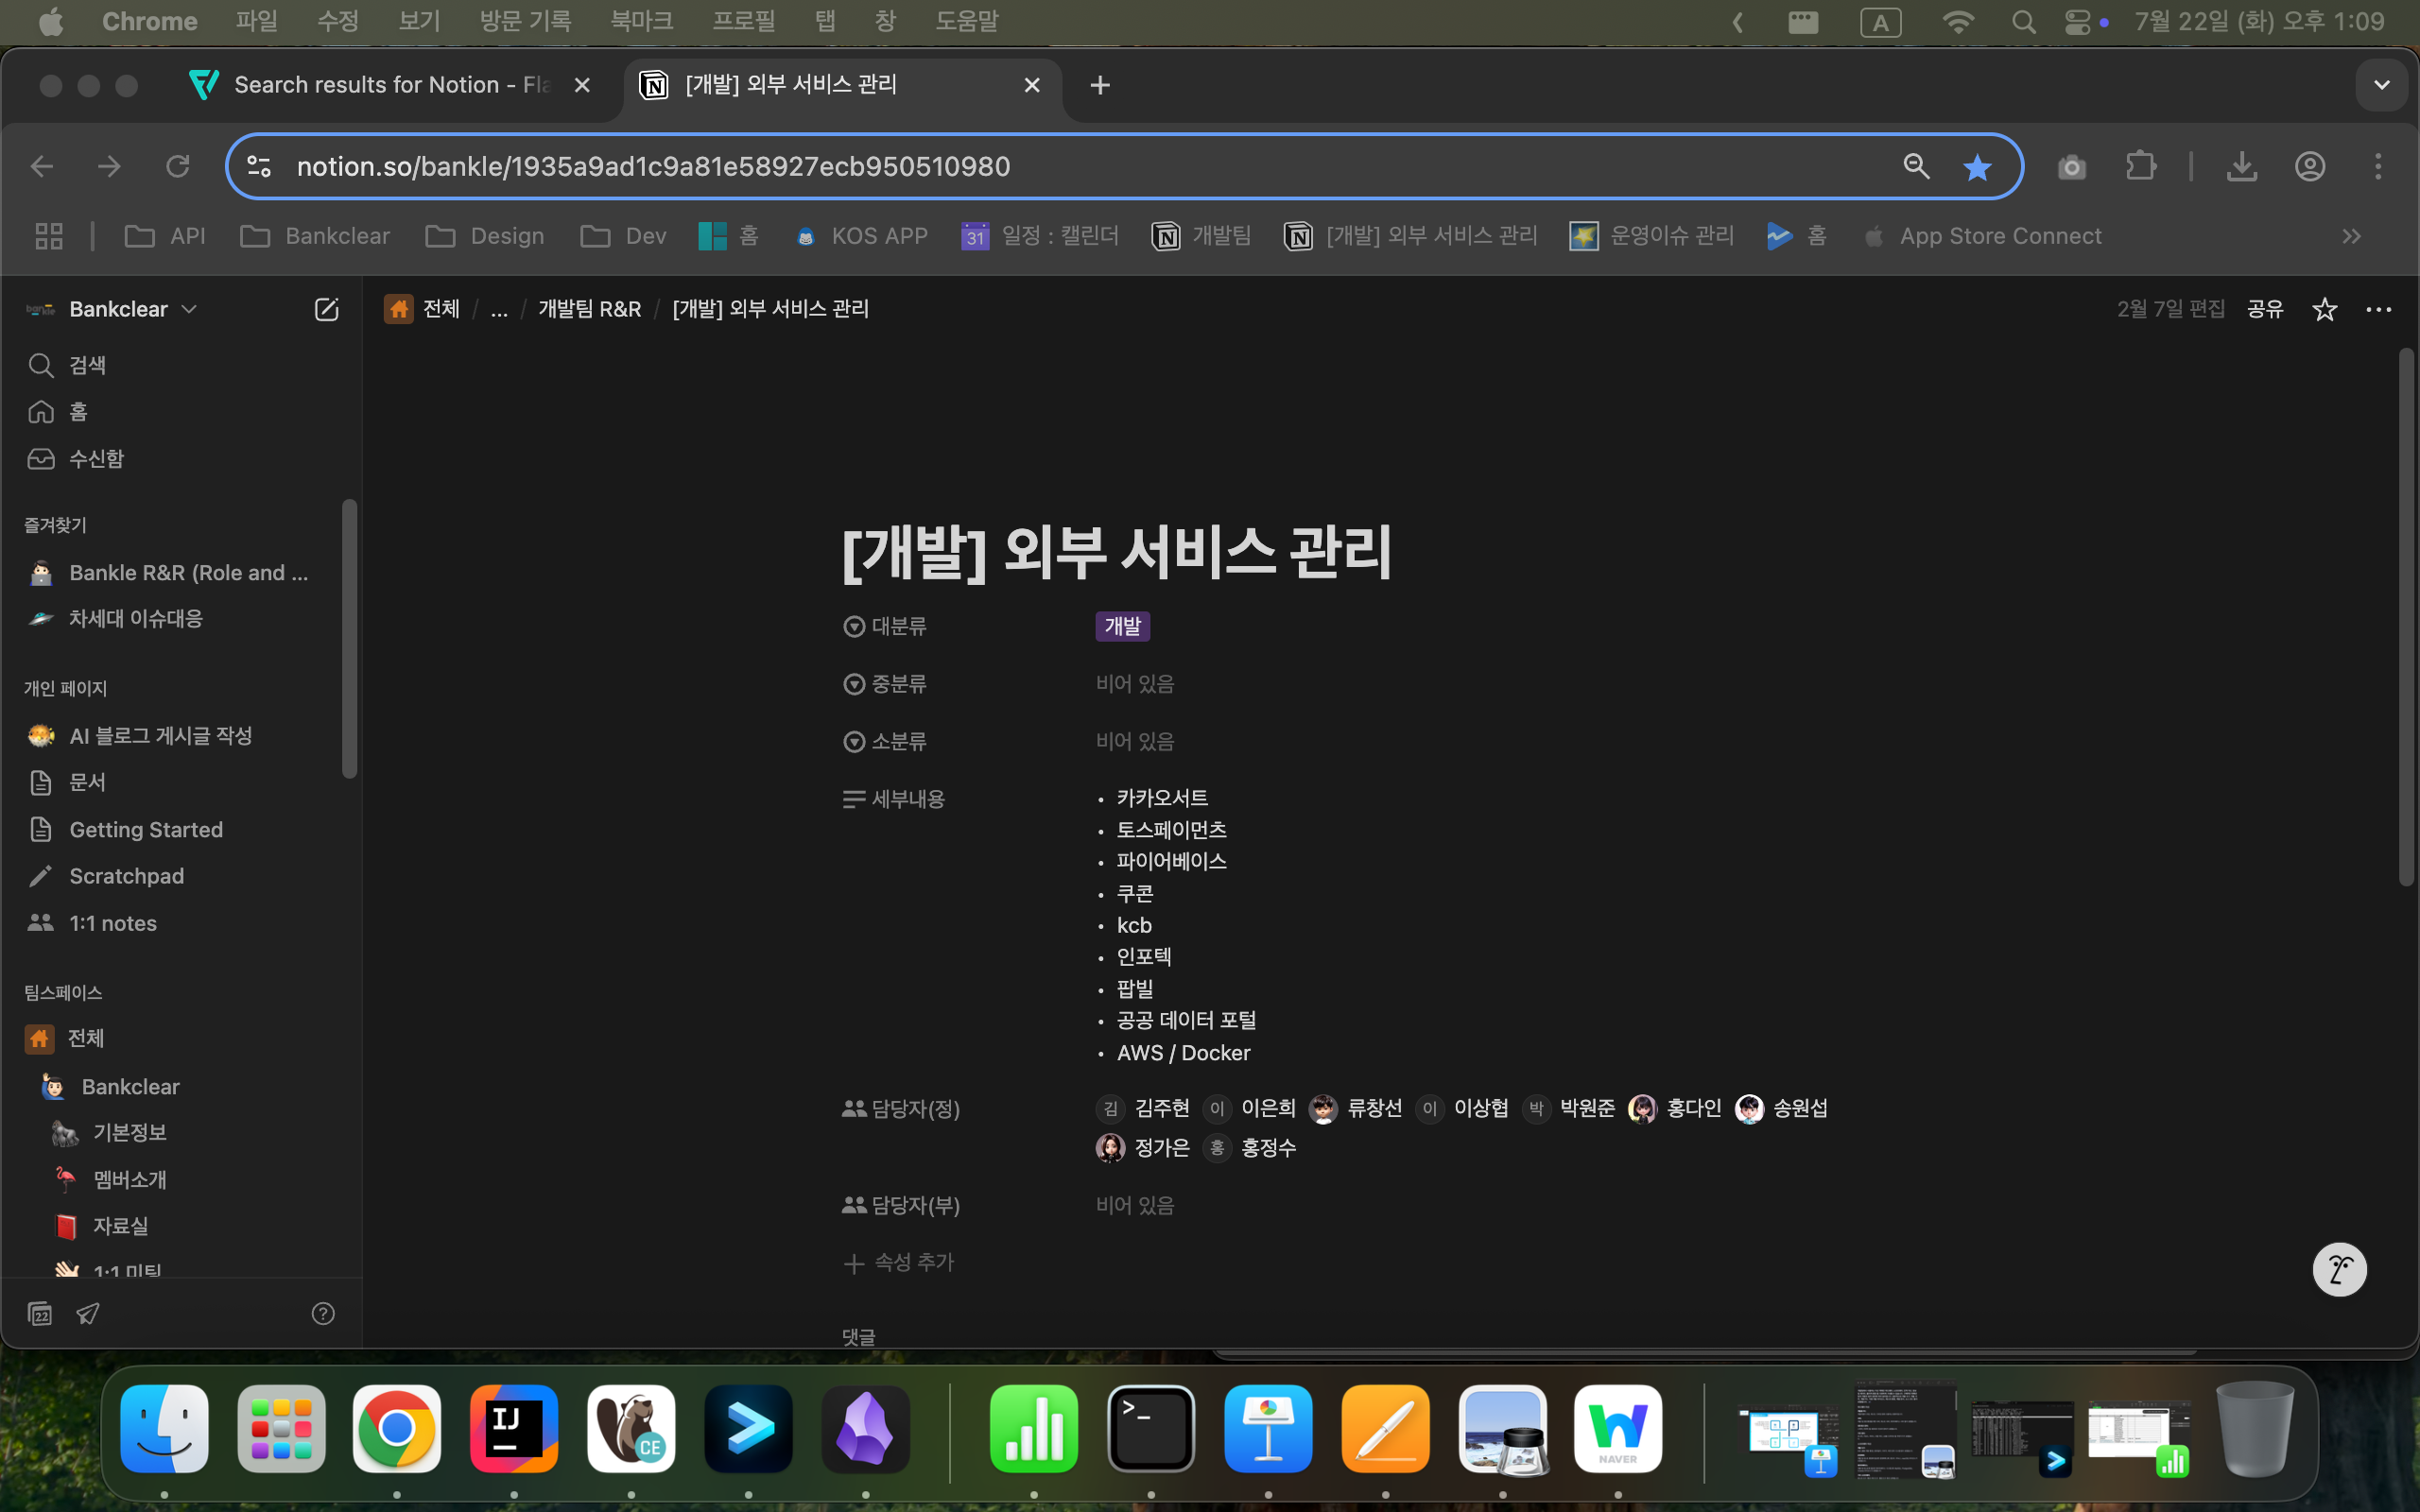 Chrome 파일 수정 보기 방문 기록 북마크 프로필 탭 창 도움말 A 7월 22일 (화) 오후 1:09
Search results for Notion - Fla
[개발] 외부 서비스 관리
notion.so/bankle/1935a9ad1c9a81e58927ecb950510980
API Bankclear Design Dev 홈 KOS APP 31 일정 : 캘린더 개발팀 [개발] 외부 서비스 관리 운영이슈 관리 홈 App Store Connect
Bankclear
전체 / ... / 개발팀 R&R / [개발] 외부 서비스 관리
2월 7일 편집 공유
검색
홈
수신함
즐겨찾기
Bankle R&R (Role and ...
차세대 이슈대응
개인 페이지
AI 블로그 게시글 작성
문서
Getting Started
Scratchpad
1:1 notes
팀스페이스
전체
Bankclear
기본정보
멤버소개
자료실
1:1 미팅
22
[개발] 외부 서비스 관리
대분류 개발
중분류 비어 있음
소분류 비어 있음
세부내용
• 카카오서트
• 토스페이먼츠
• 파이어베이스
• 쿠콘
• kcb
• 인포텍
• 팝빌
• 공공 데이터 포털
• AWS / Docker
담당자(정) 김 김주현 이 이은희 류창선 이 이상협 박 박원준 홍다인 송원섭
정가은 홍 홍정수
담당자(부) 비어 있음
속성 추가
댓글
IJ
CE
NAVER